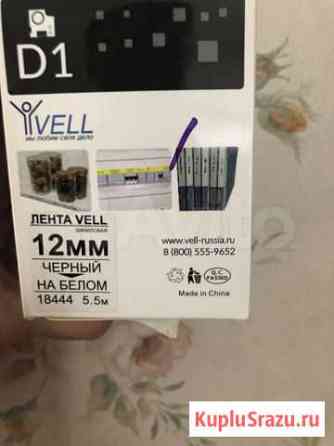 D1
VELL
МЫ ЛЮБИМ СВОЕ ДЕЛО
ЛЕНТА VELL
ВИНИЛОВАЯ
12мм
ЧЕРНЫЙ
НА БЕЛОМ
18444 5.5м
www.vell-russia.ru
8 (800) 555-9652
Q.C.
PASSED
Made in China
KupluSrazu.ru